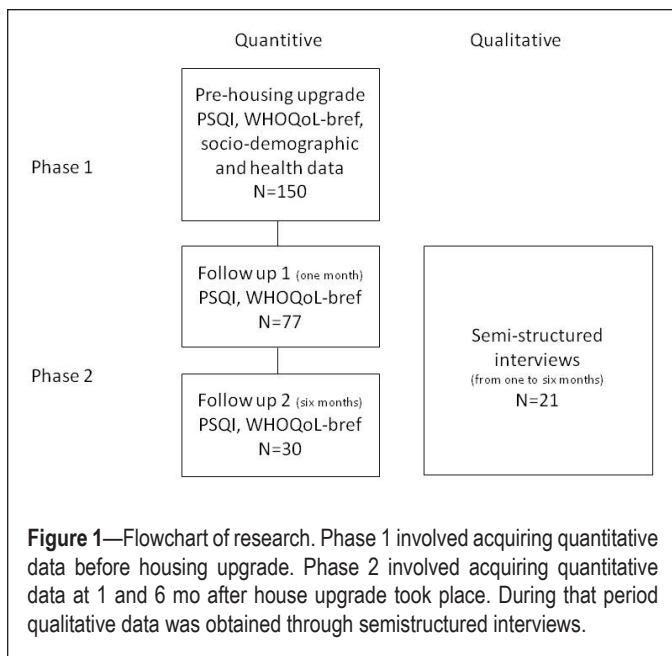 Quantitive
Qualitative
Phase 1
Pre-housing upgrade
PSQI, WHOQoL-bref,
socio-demographic
and health data
N=150
Phase 2
Follow up 1 (one month)
PSQI, WHOQoL-bref
N=77
Follow up 2 (six months)
PSQI, WHOQoL-bref
N=30
Semi-structured
interviews
(from one to six months)
N=21
Figure 1—Flowchart of research. Phase 1 involved acquiring quantitative
data before housing upgrade. Phase 2 involved acquiring quantitative
data at 1 and 6 mo after house upgrade took place. During that period
qualitative data was obtained through semistructured interviews.